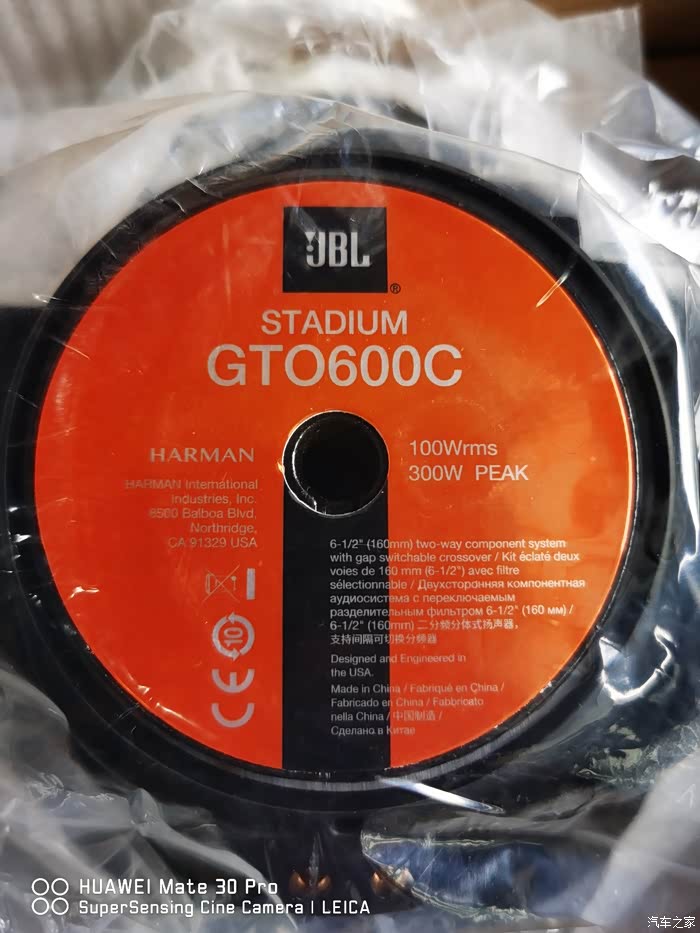 JBL
®
STADIUM
GTO600C
HARMAN
HARMAN International
Industries, Inc.
8500 Balboa Blvd,
Northridge,
CA 91329 USA
100Wrms
300W PEAK
6-1/2" (160mm) two-way component system
with gap switchable crossover / Kit éclaté deux
voies de 160 mm (6-1/2") avec filtre
sélectionnable / Двухсторонняя компонентная
аудиосистема с переключаемым
разделительным фильтром 6-1/2" (160 мм) /
6-1/2" (160mm) 二分频分体式扬声器,
支持间隔可切换分频器
Designed and Engineered in
the USA.
Made in China / Fabriqué en China /
Fabricado en China / Fabbricato
nella China / 中国制造 /
Сделано в Китае
10
CE
HUAWEI Mate 30 Pro
SuperSensing Cine Camera | LEICA
汽车之家